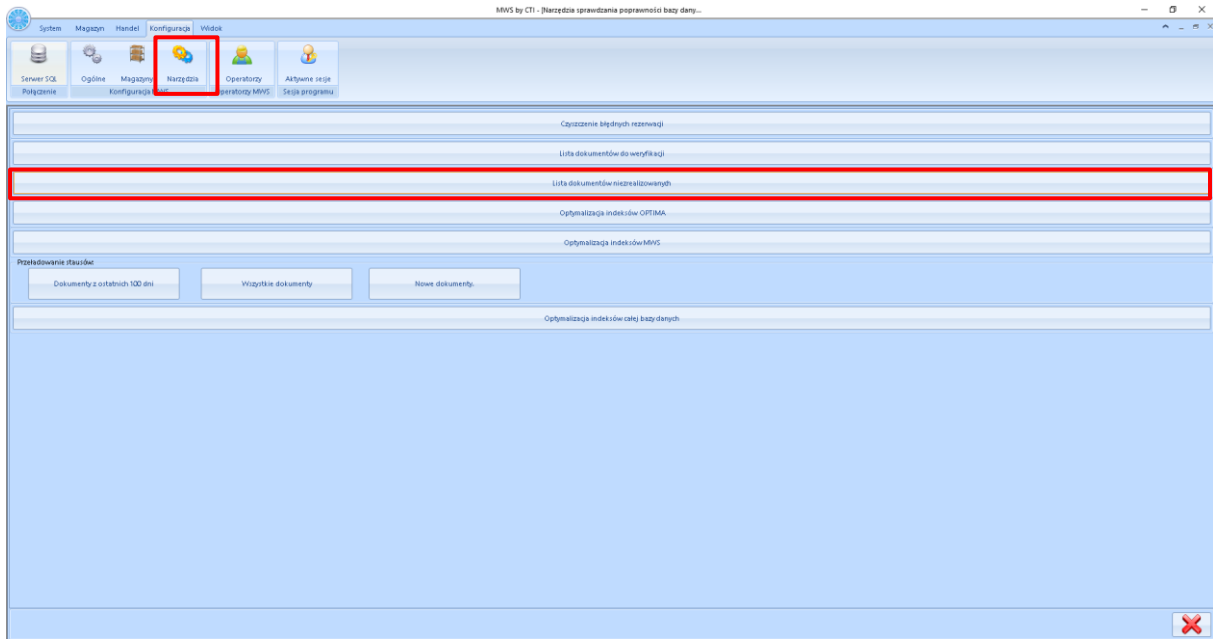 MWS by CTI - [Narzędzia sprawdzania poprawności bazy dany...
System Magazyn Handel Konfiguracja Widok
Serwer SQL Ogólne Magazyny Narzędzia Operatorzy Aktywne sesje
Połączenie Konfiguracja Operatorzy MWS Sesja programu
Czyszczenie błędnych rezerwacji
Lista dokumentów do weryfikacji
Lista dokumentów niezrealizowanych
Optymalizacja indeksów OPTIMA
Optymalizacja indeksów MWS
Przeładowanie stausów:
Dokumenty z ostatnich 100 dni Wszystkie dokumenty Nowe dokumenty.
Optymalizacja indeksów całej bazy danych